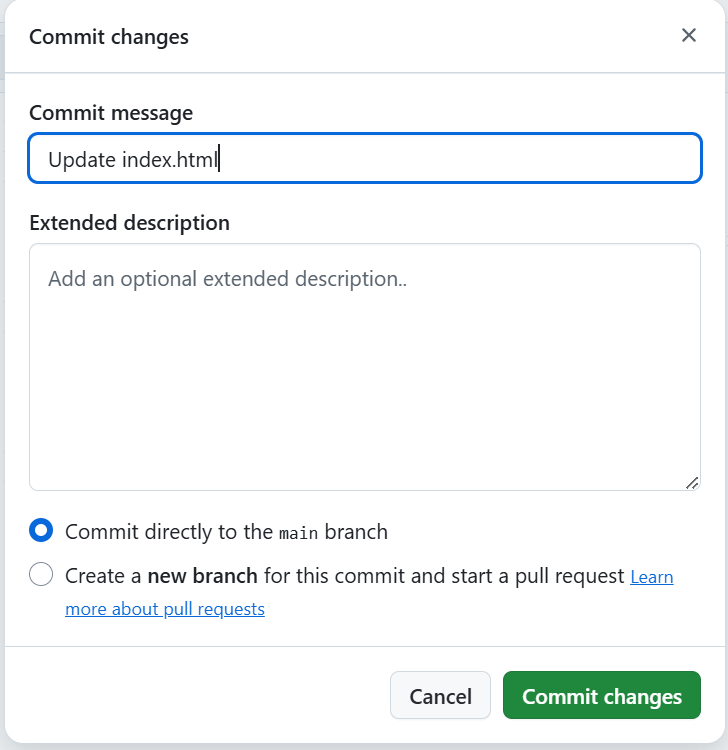 Commit changes
Commit message
Update index.html
Extended description
Add an optional extended description..
Commit directly to the main branch
Create a new branch for this commit and start a pull request Learn
more about pull requests
Cancel
Commit changes